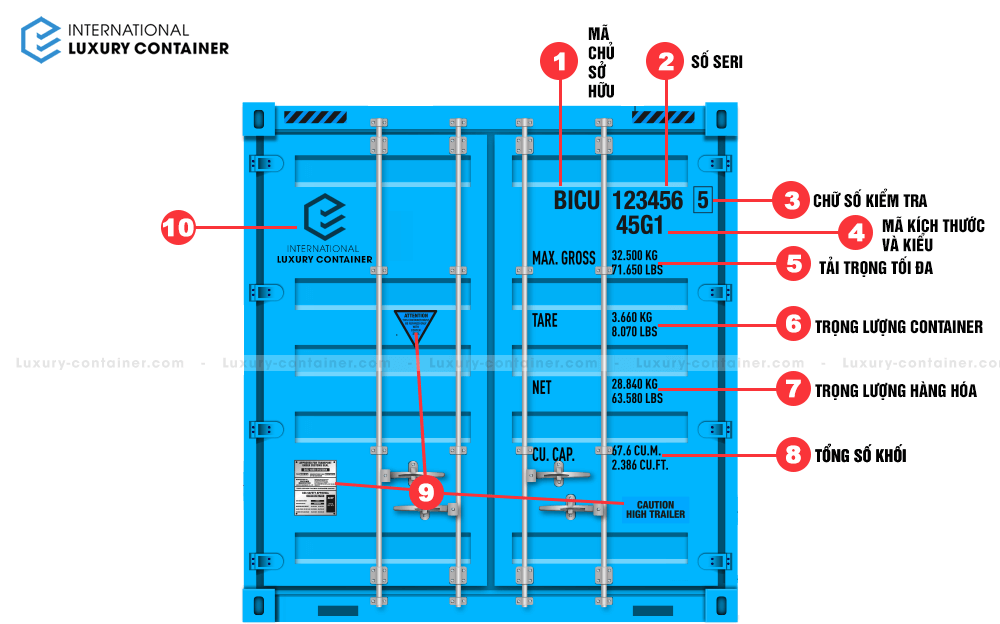 INTERNATIONAL
LUXURY CONTAINER
1
MÃ
CHỦ
SỞ
HỮU
2
SỐ SERI
BICU 123456 5
3
CHỮ SỐ KIỂM TRA
45G1
4
MÃ KÍCH THƯỚC
VÀ KIỂU
10
INTERNATIONAL
LUXURY CONTAINER
MAX. GROSS
32.500 KG
71.650 LBS
5
TẢI TRỌNG TỐI ĐA
ATTENTION
TARE
3.660 KG
8.070 LBS
6
TRỌNG LƯỢNG CONTAINER
Luxury-container.com - Luxury-container.com - Luxury-container.com - Luxury-container.com - Luxury-container.com
NET
28.840 KG
63.580 LBS
7
TRỌNG LƯỢNG HÀNG HÓA
CU. CAP.
67.6 CU.M.
2.386 CU.FT.
8
TỔNG SỐ KHỐI
9
CAUTION
HIGH TRAILER